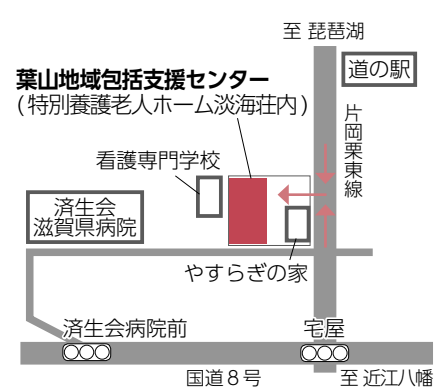 至 琵琶湖
道の駅
葉山地域包括支援センター
(特別養護老人ホーム淡海荘内)
片岡栗東線
看護専門学校
済生会
滋賀県病院
やすらぎの家
済生会病院前
宅屋
国道8号
至 近江八幡